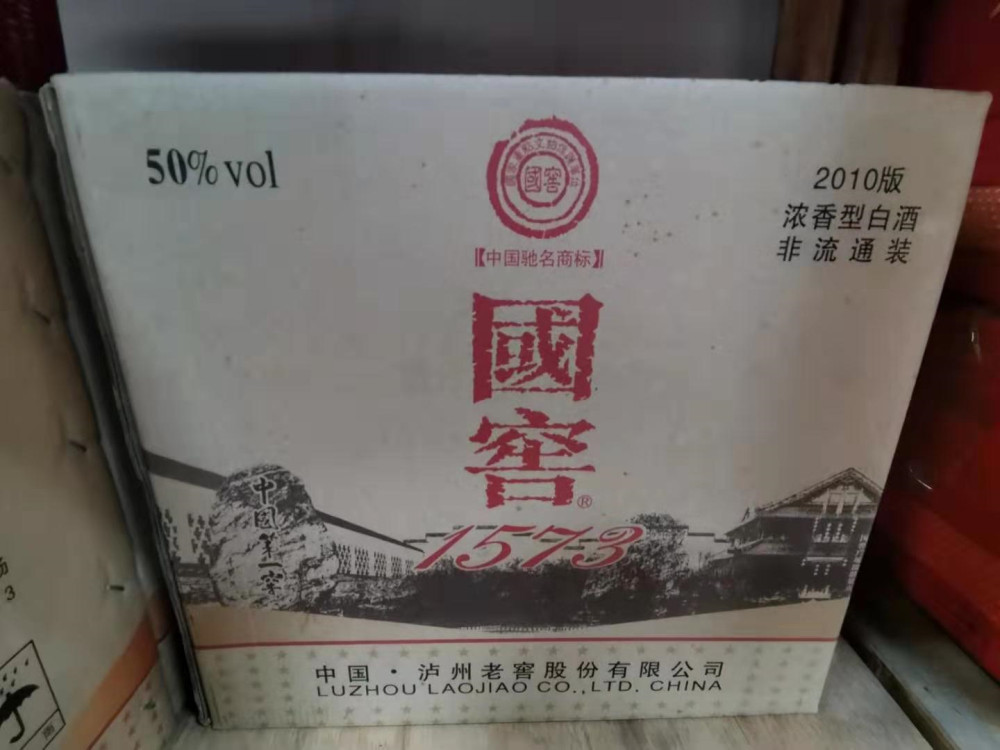 50% vol
2010版
浓香型白酒
非流通装
國窖
【中国驰名商标】
國
窖®
1573
中国第一窖
中国·泸州老窖股份有限公司
LUZHOU LAOJIAO CO.,LTD. CHINA
3